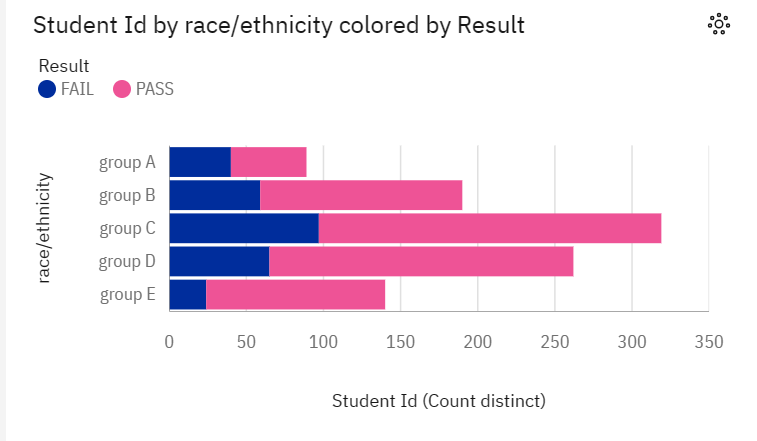 Student Id by race/ethnicity colored by Result
Result
FAIL PASS
race/ethnicity
group A
group B
group C
group D
group E
0 50 100 150 200 250 300 350
Student Id (Count distinct)